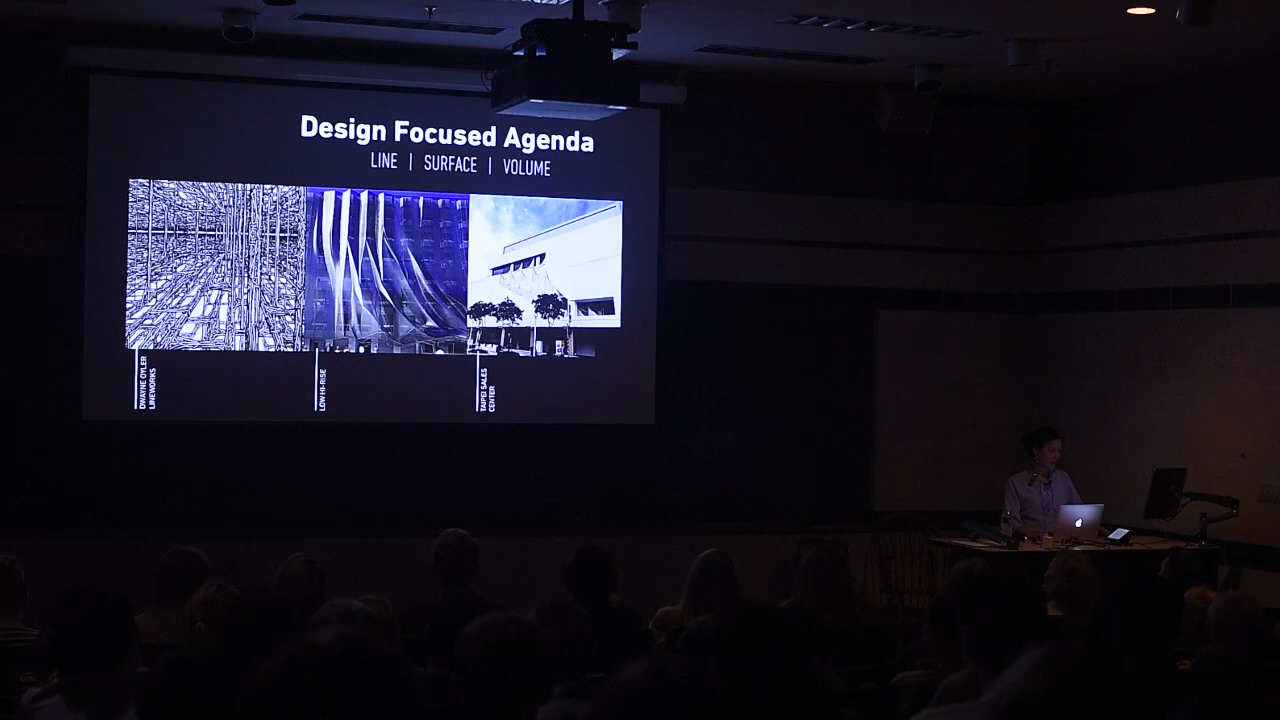 Design Focused Agenda
LINE | SURFACE | VOLUME
DWAYNE OYLER
LINEWORKS
LOW HI-RISE
TAIPEI SALES
CENTER